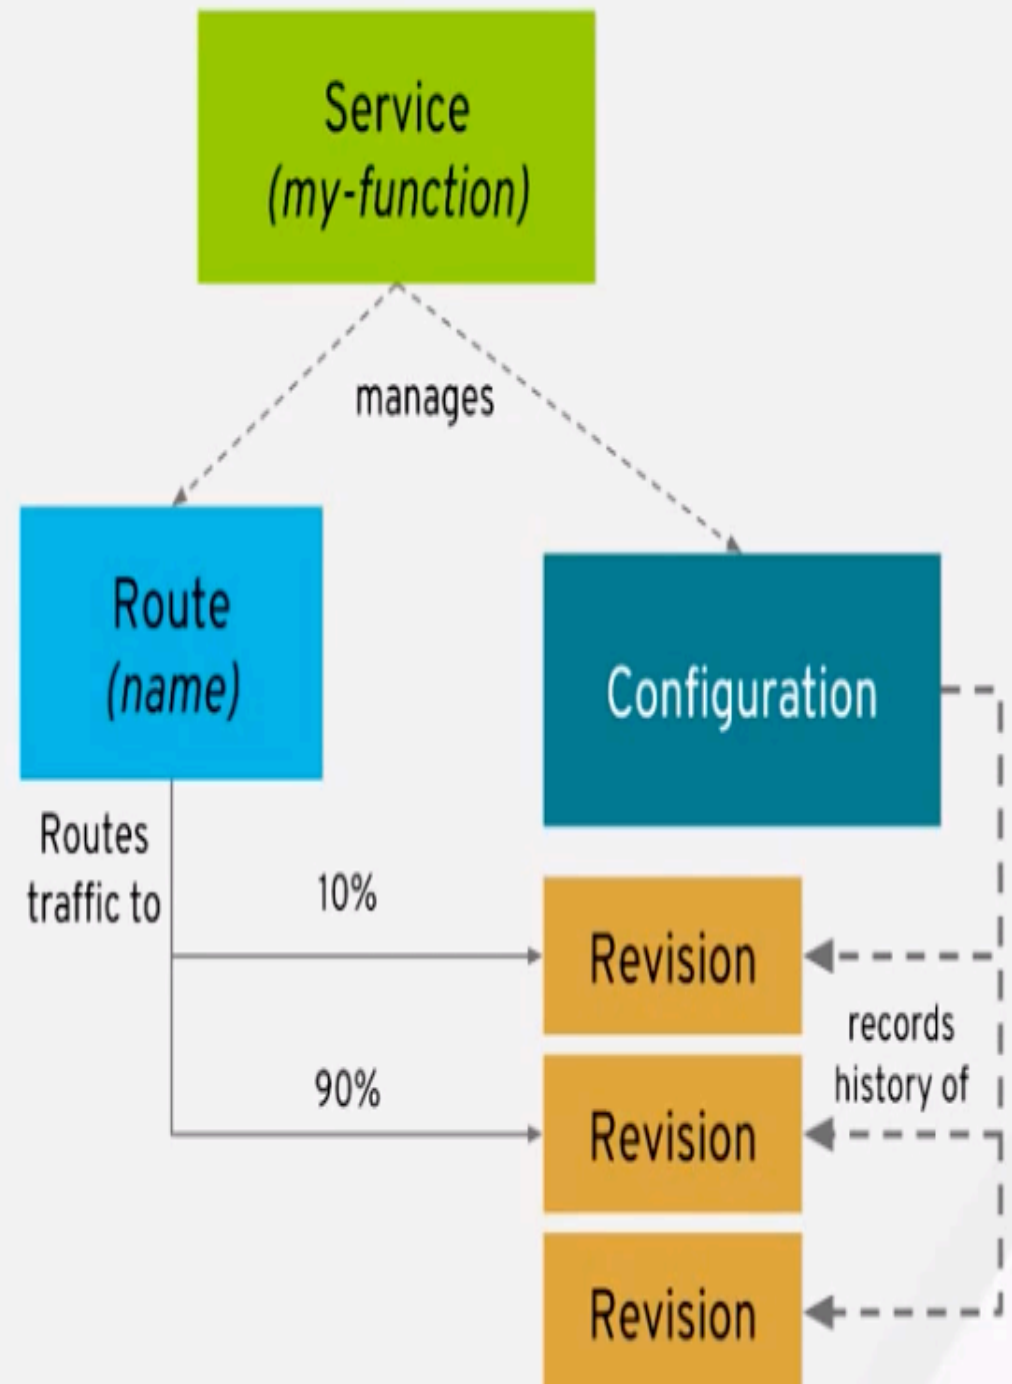 Service
(my-function)
manages
Route
(name)
Configuration
Routes
traffic to
10%
Revision
records
history of
90%
Revision
Revision